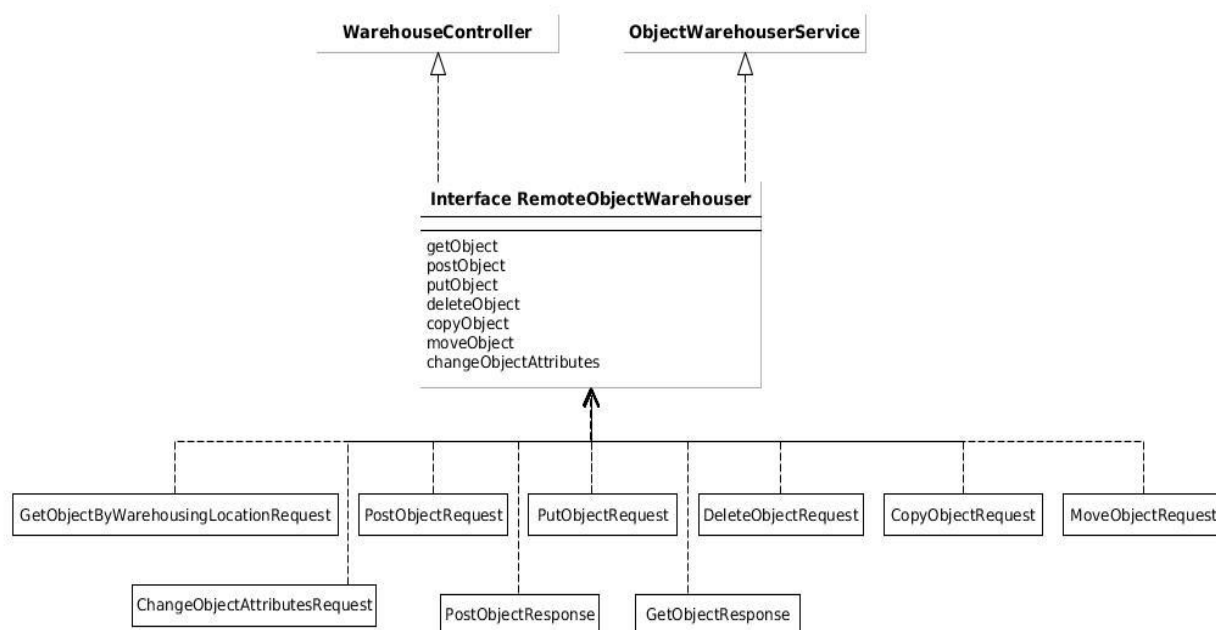 WarehouseController
ObjectWarehouserService
Interface RemoteObjectWarehouser
getObject
postObject
putObject
deleteObject
copyObject
moveObject
changeObjectAttributes
GetObjectByWarehousingLocationRequest
PostObjectRequest
PutObjectRequest
DeleteObjectRequest
CopyObjectRequest
MoveObjectRequest
ChangeObjectAttributesRequest
PostObjectResponse
GetObjectResponse